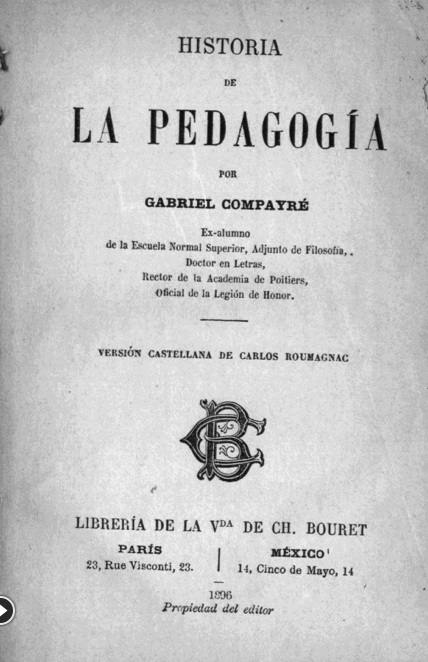 HISTORIA
DE
LA PEDAGOGÍA
POR
GABRIEL COMPAYRÉ
Ex-alumno
de la Escuela Normal Superior, Adjunto de Filosofía,.
Doctor en Letras,
Rector de la Academia de Poitiers,
Oficial de la Legión de Honor.
VERSIÓN CASTELLANA DE CARLOS ROUMAGNAC
CB
LIBRERÍA DE LA VDA DE CH. BOURET
PARÍS
23, Rue Visconti, 23.
MÉXICO
14, Cinco de Mayo, 14
1896
Propiedad del editor